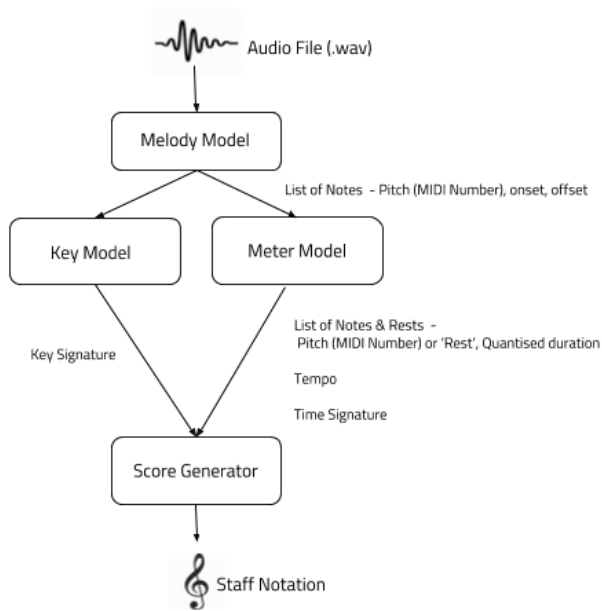 Audio File (.wav)
Melody Model
List of Notes - Pitch (MIDI Number), onset, offset
Key Model
Meter Model
Key Signature
List of Notes & Rests -
Pitch (MIDI Number) or ‘Rest’, Quantised duration
Tempo
Time Signature
Score Generator
Staff Notation